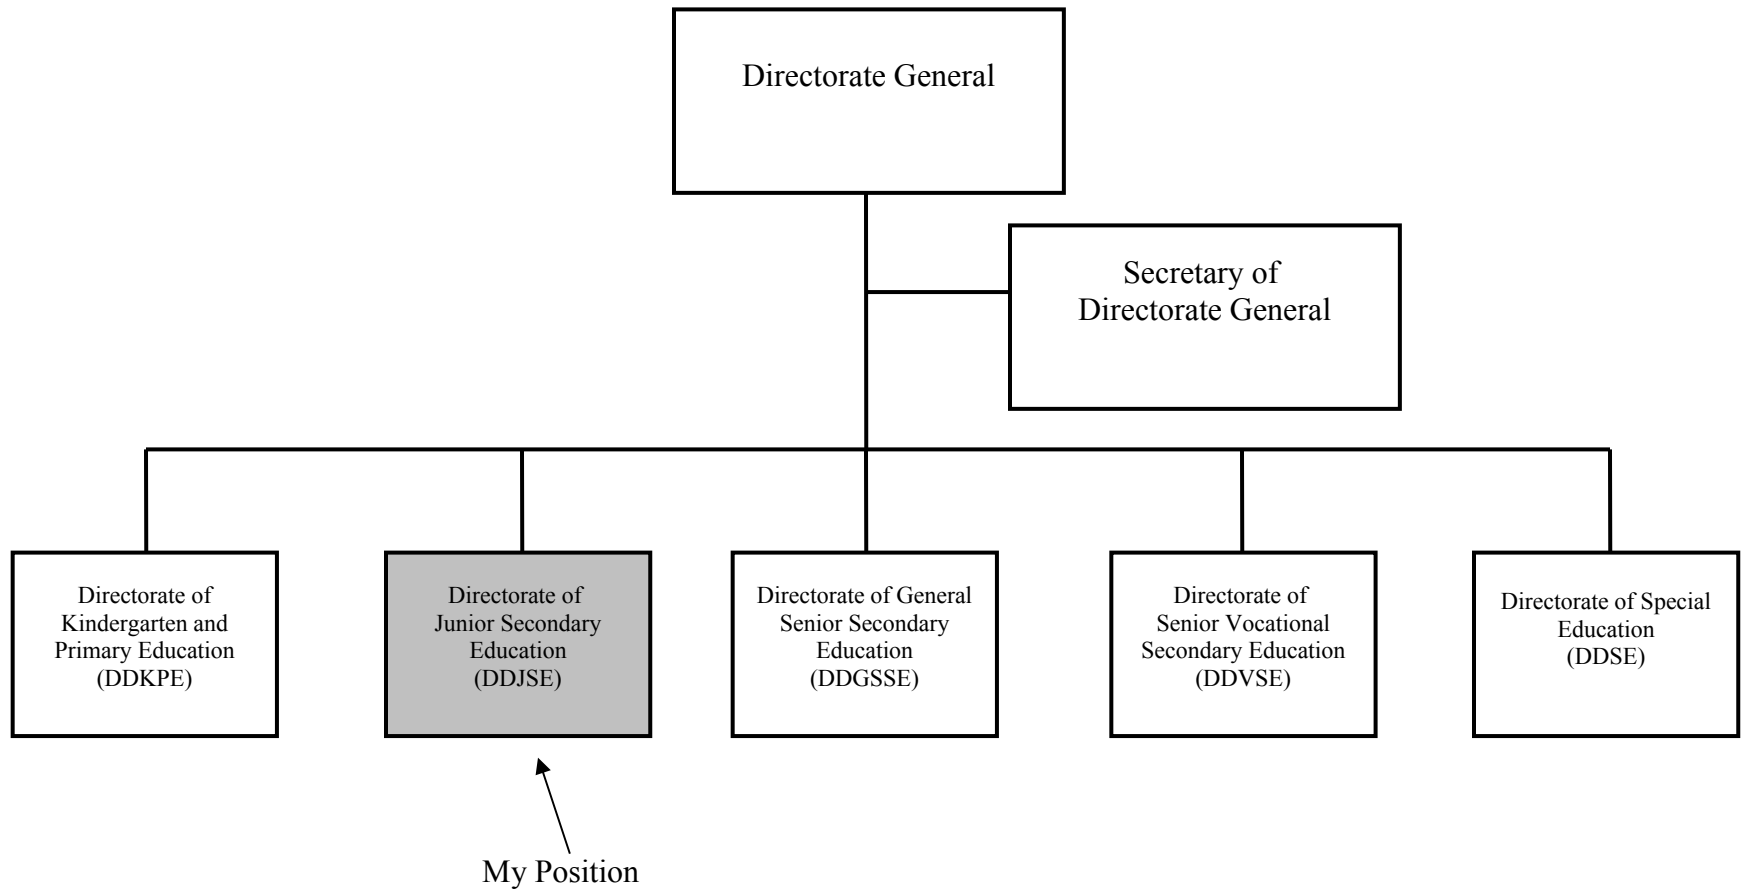 Directorate General
Secretary of
Directorate General
Directorate of
Kindergarten and
Primary Education
(DDKPE)
Directorate of
Junior Secondary
Education
(DDJSE)
Directorate of General
Senior Secondary
Education
(DDGSSE)
Directorate of
Senior Vocational
Secondary Education
(DDVSE)
Directorate of Special
Education
(DDSE)
My Position